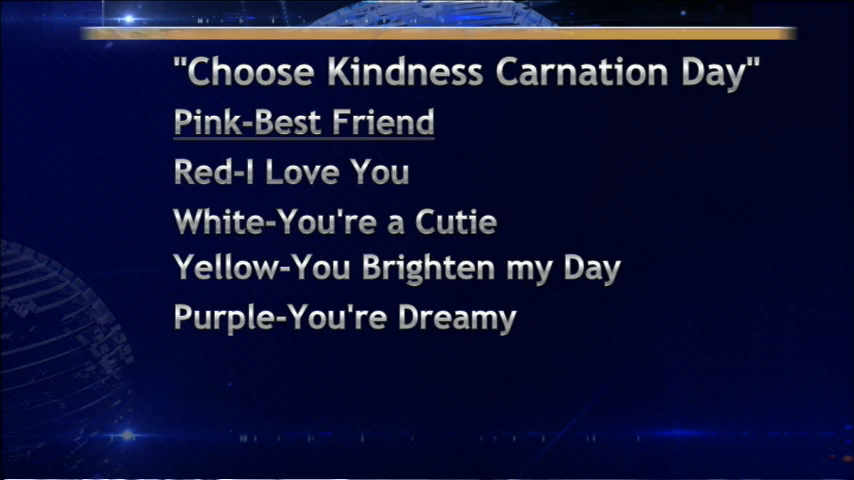 "Choose Kindness Carnation Day"
Pink-Best Friend
Red-I Love You
White-You're a Cutie
Yellow-You Brighten my Day
Purple-You're Dreamy